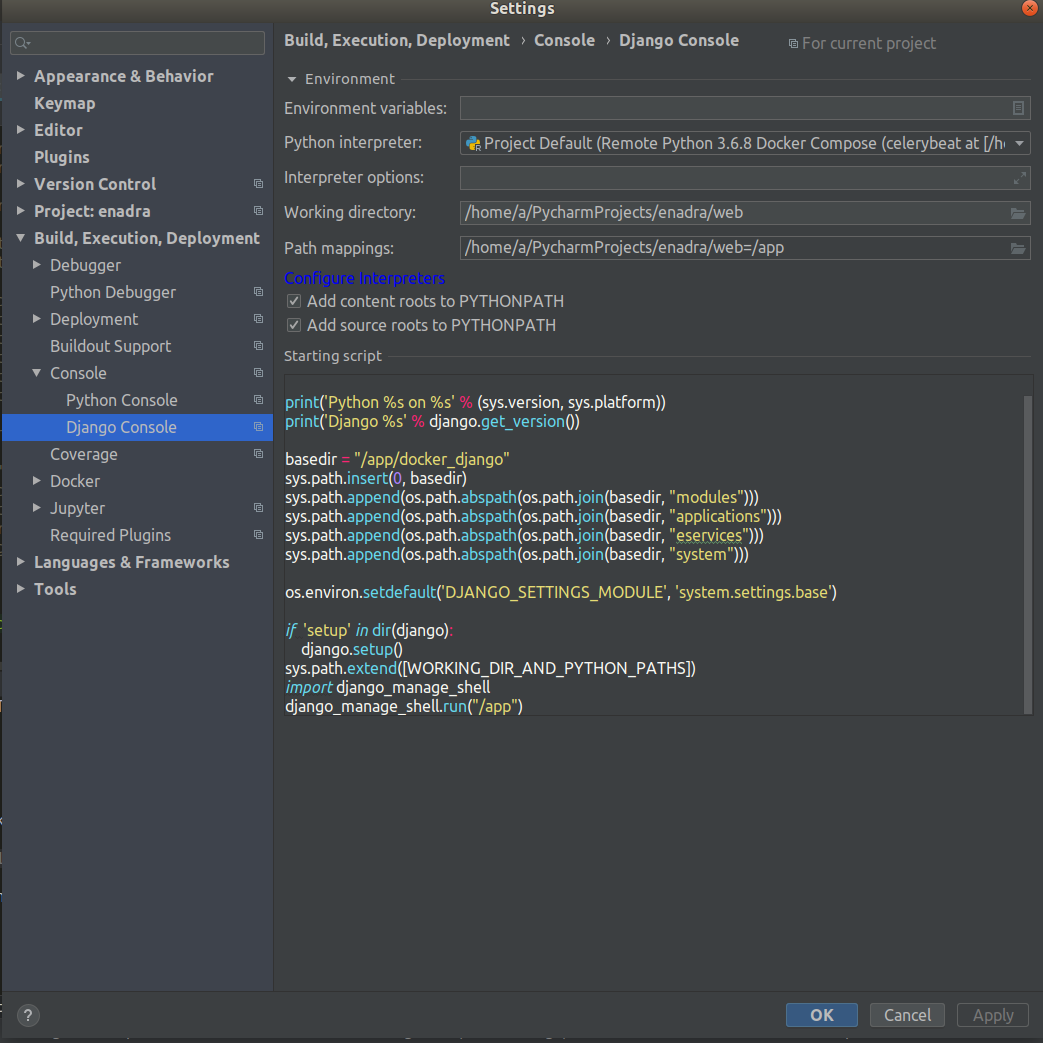 Settings
Appearance & Behavior
Keymap
Editor
Plugins
Version Control
Project: enadra
Build, Execution, Deployment
Debugger
Python Debugger
Deployment
Buildout Support
Console
Python Console
Django Console
Coverage
Docker
Jupyter
Required Plugins
Languages & Frameworks
Tools
Build, Execution, Deployment › Console › Django Console
For current project
Environment
Environment variables:
Python interpreter: Project Default (Remote Python 3.6.8 Docker Compose (celerybeat at [/h
Interpreter options:
Working directory: /home/a/PycharmProjects/enadra/web
Path mappings: /home/a/PycharmProjects/enadra/web=/app
Configure Interpreters
Add content roots to PYTHONPATH
Add source roots to PYTHONPATH
Starting script
print('Python %s on %s' % (sys.version, sys.platform))
print('Django %s' % django.get_version())
basedir = "/app/docker_django"
sys.path.insert(0, basedir)
sys.path.append(os.path.abspath(os.path.join(basedir, "modules")))
sys.path.append(os.path.abspath(os.path.join(basedir, "applications")))
sys.path.append(os.path.abspath(os.path.join(basedir, "eservices")))
sys.path.append(os.path.abspath(os.path.join(basedir, "system")))
os.environ.setdefault('DJANGO_SETTINGS_MODULE', 'system.settings.base')
if 'setup' in dir(django):
    django.setup()
sys.path.extend([WORKING_DIR_AND_PYTHON_PATHS])
import django_manage_shell
django_manage_shell.run("/app")
?
OK
Cancel
Apply